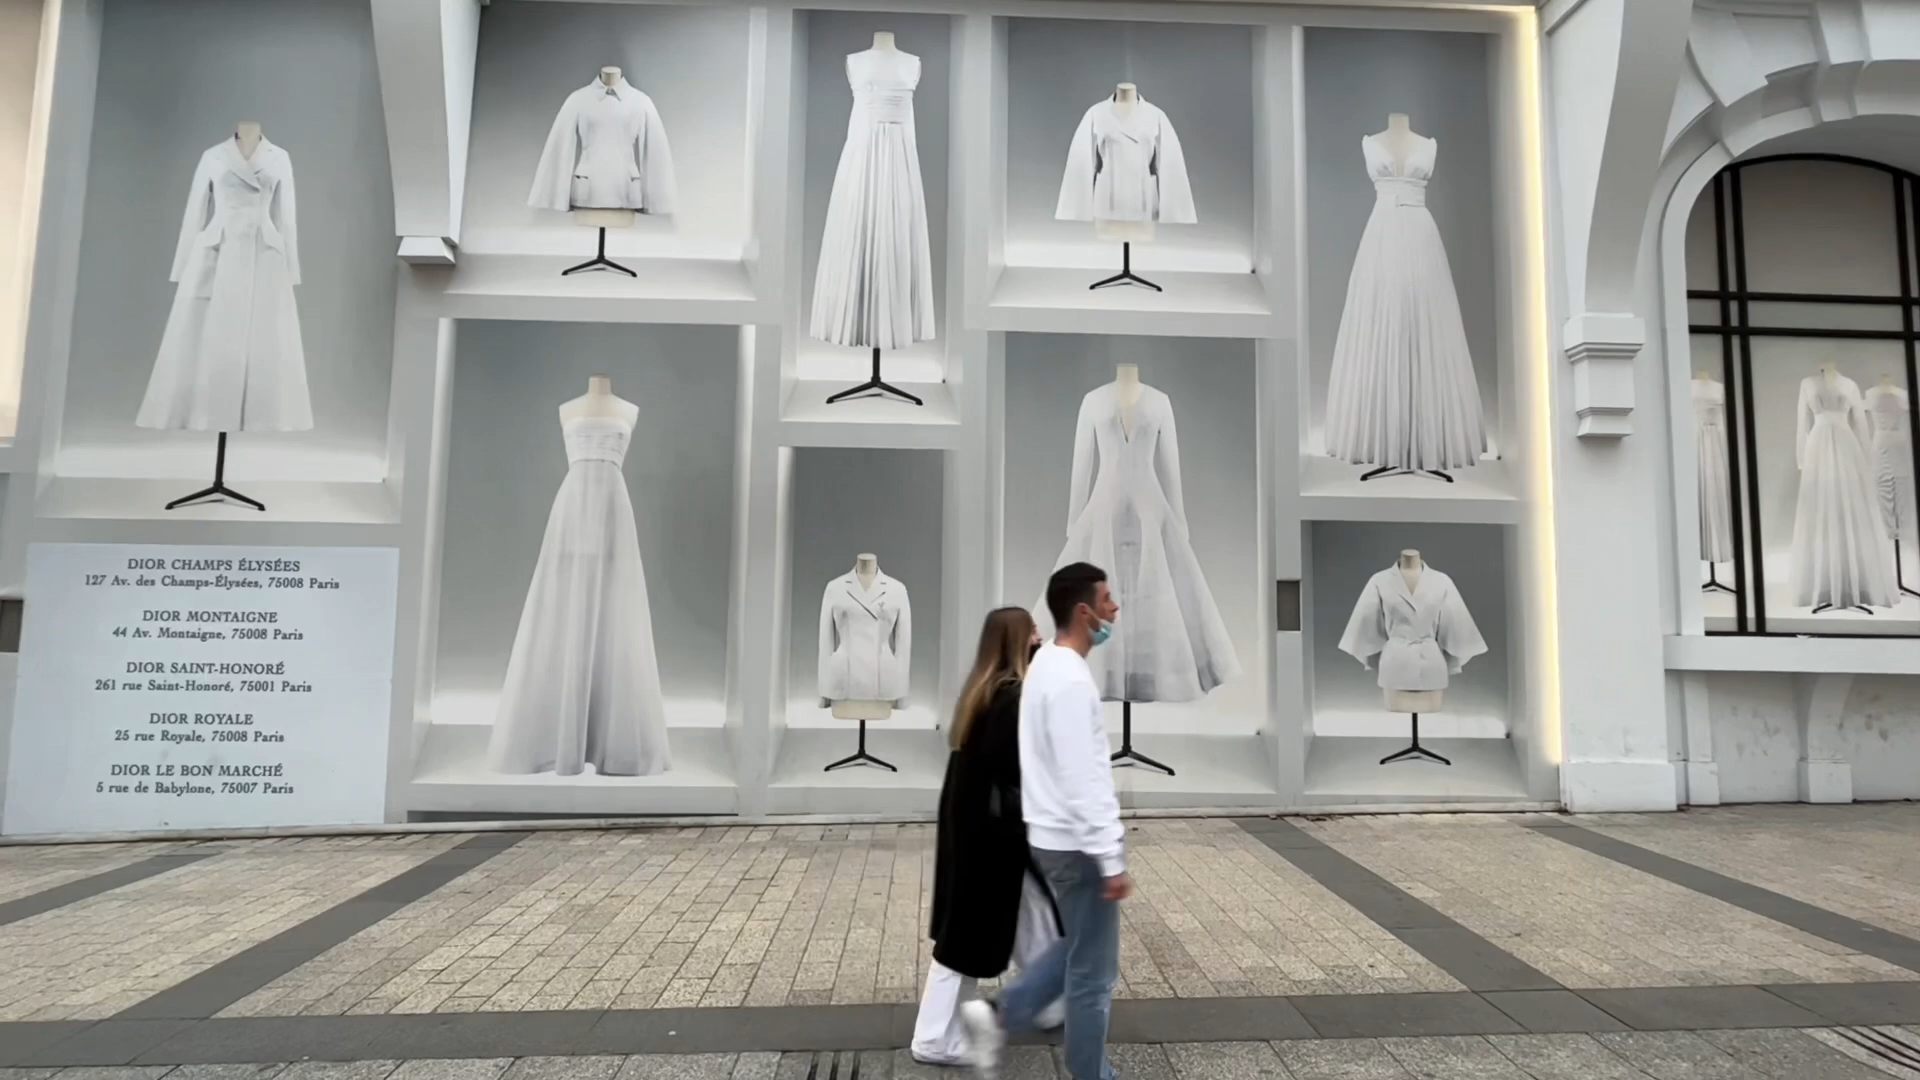 DIOR CHAMPS ÉLYSÉES
127 Av. des Champs-Élysées, 75008 Paris
DIOR MONTAIGNE
44 Av. Montaigne, 75008 Paris
DIOR SAINT-HONORÉ
261 rue Saint-Honoré, 75001 Paris
DIOR ROYALE
25 rue Royale, 75008 Paris
DIOR LE BON MARCHÉ
5 rue de Babylone, 75007 Paris